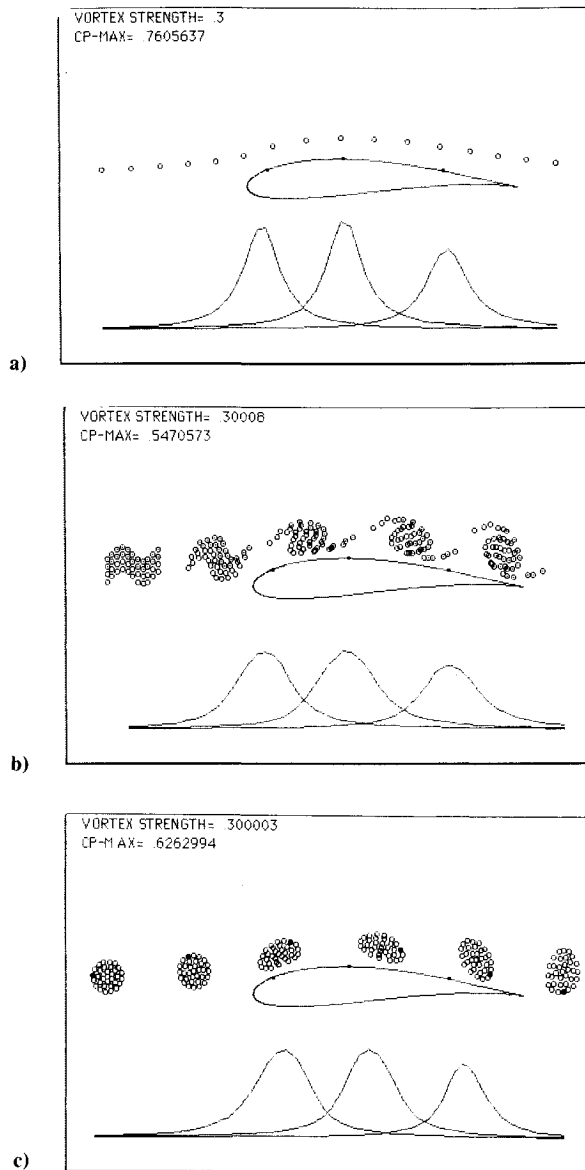 VORTEX STRENGTH= .3
CP-MAX= .7605637
a)
VORTEX STRENGTH= .30008
CP-MAX= .5470573
b)
VORTEX STRENGTH= .300003
CP-MAX= .6262994
c)